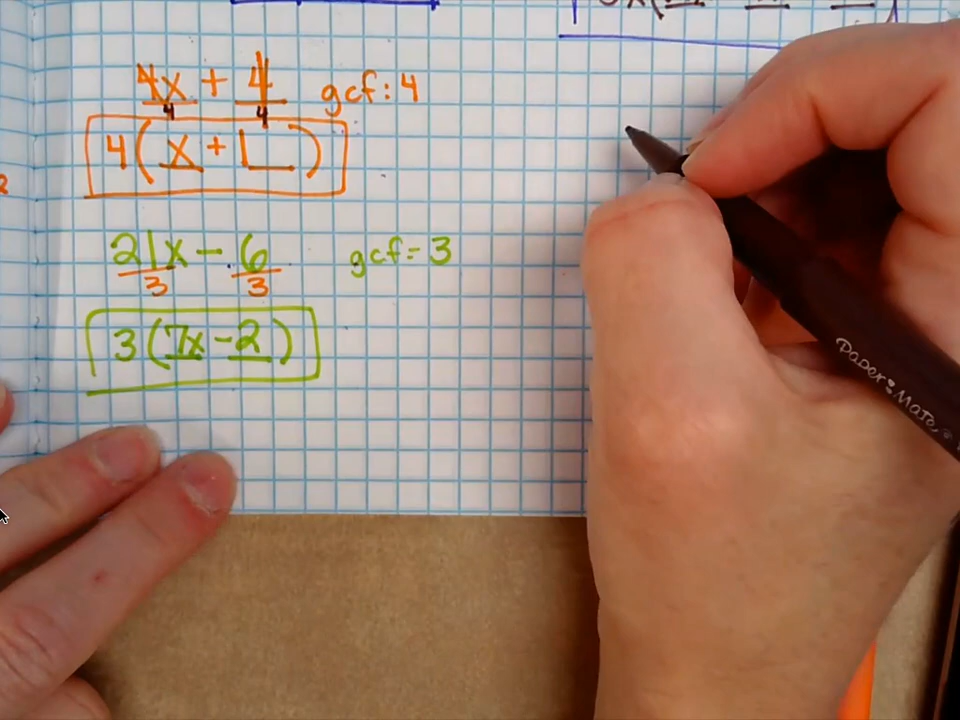 4x + 4 gcf: 4
4 4
4(x + 1)
21x - 6 gcf = 3
3 3
3(7x - 2)
Paper:Mate